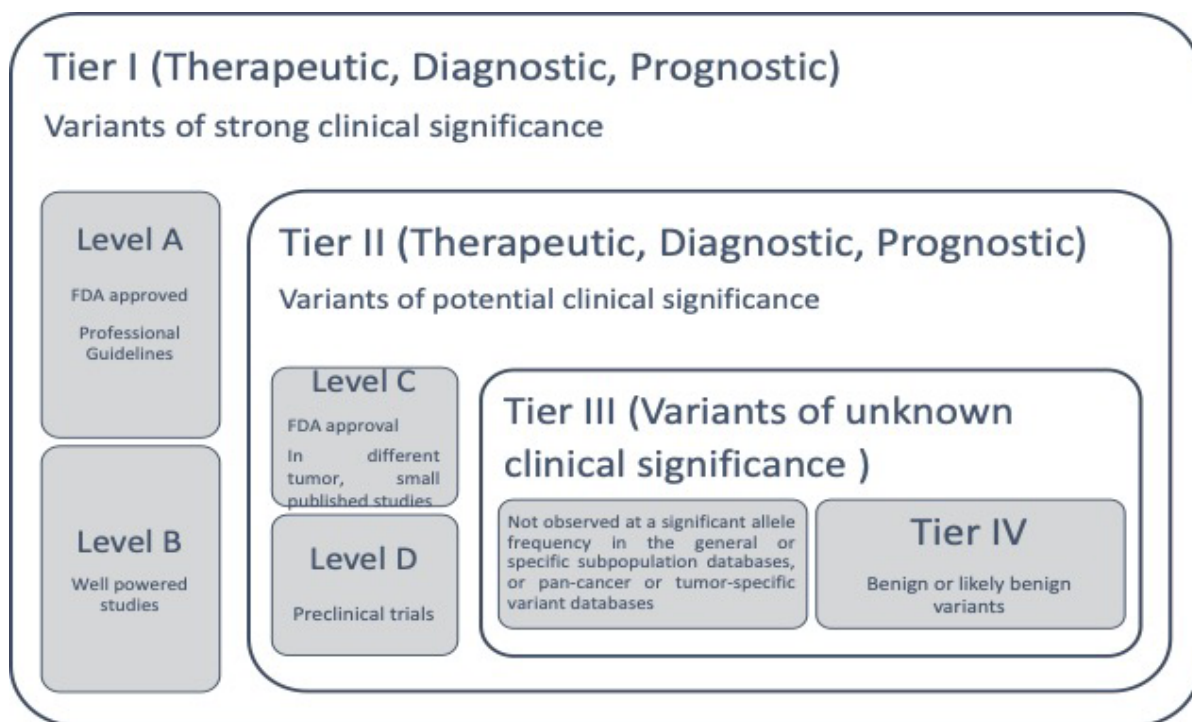 Tier I (Therapeutic, Diagnostic, Prognostic)
Variants of strong clinical significance
Level A
FDA approved
Professional
Guidelines
Level B
Well powered
studies
Tier II (Therapeutic, Diagnostic, Prognostic)
Variants of potential clinical significance
Level C
FDA approval
In different
tumor, small
published studies
Level D
Preclinical trials
Tier III (Variants of unknown
clinical significance )
Not observed at a significant allele
frequency in the general or
specific subpopulation databases,
or pan-cancer or tumor-specific
variant databases
Tier IV
Benign or likely benign
variants